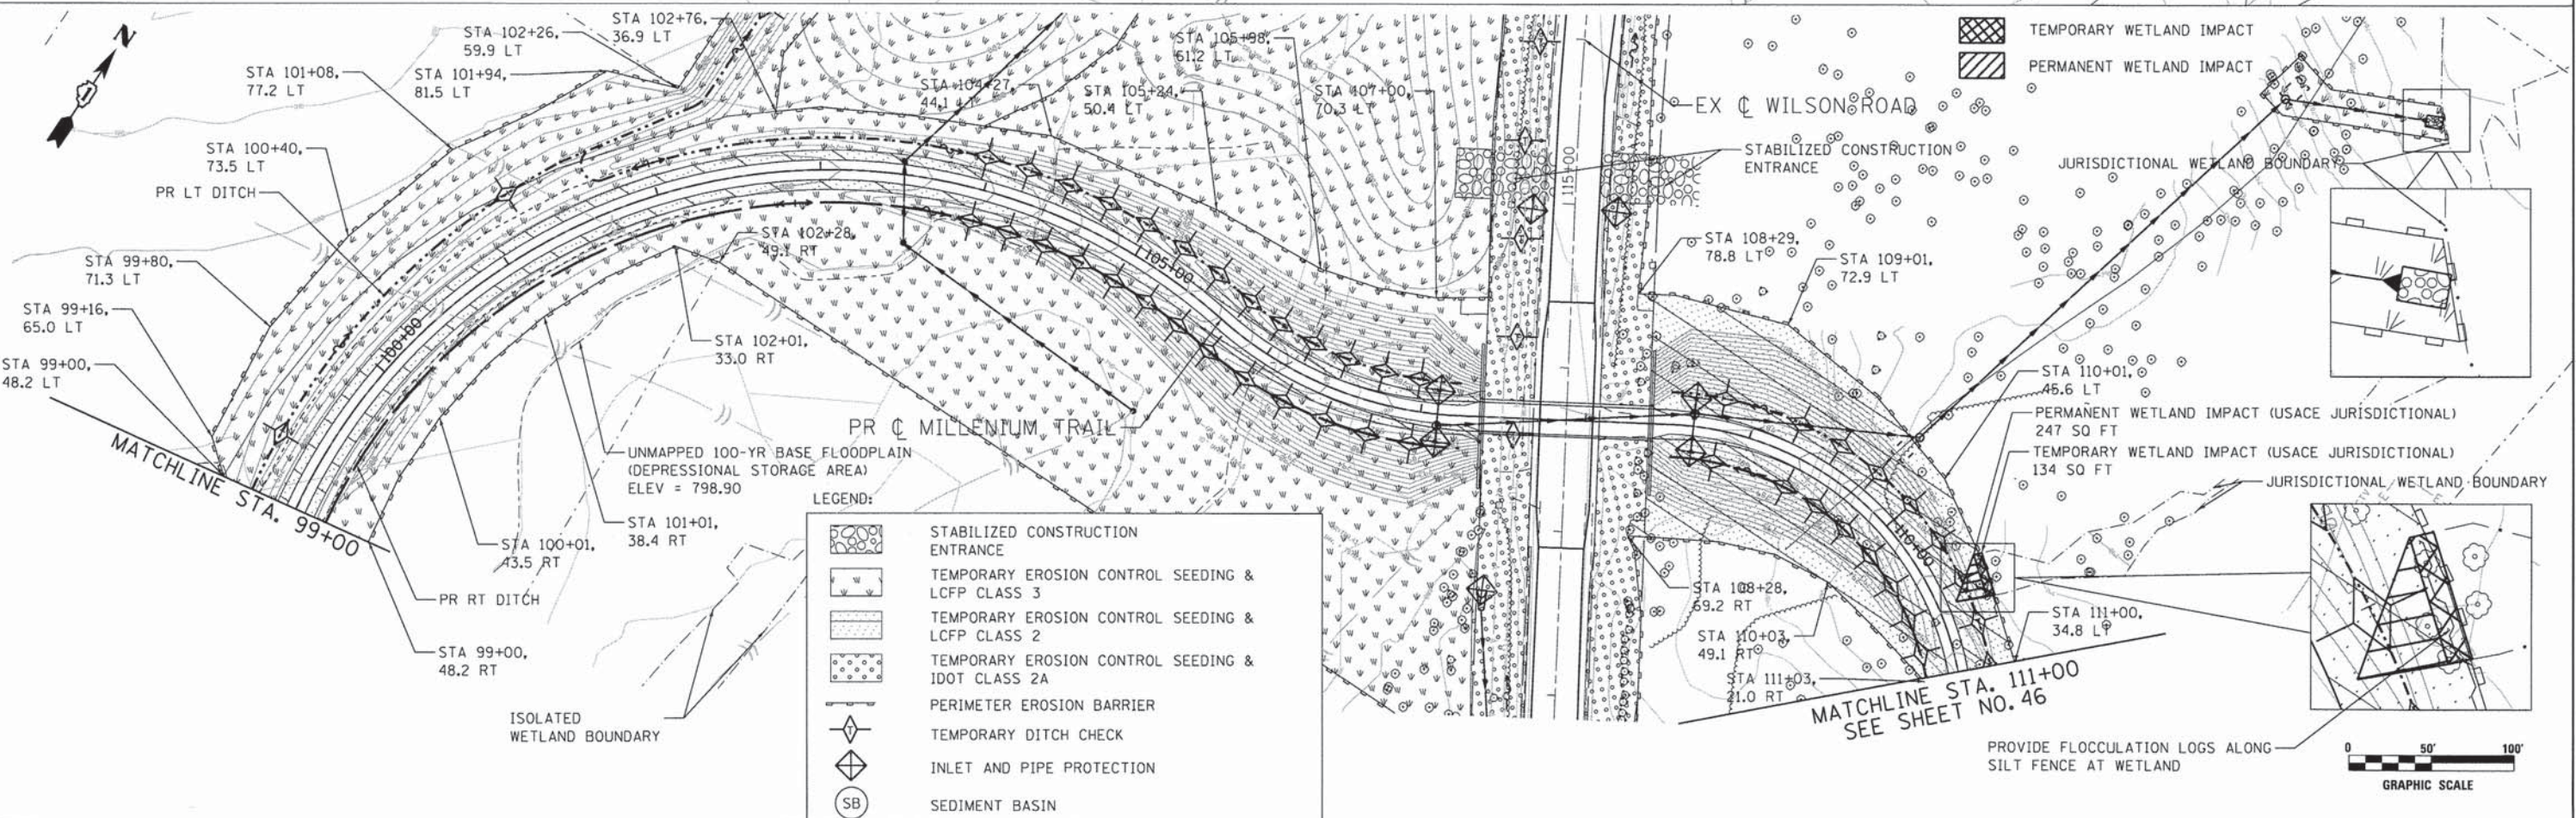 N
STA 102+76,
36.9 LT
STA 102+26,
59.9 LT
STA 101+94,
81.5 LT
STA 101+08,
77.2 LT
STA 100+40,
73.5 LT
PR LT DITCH
STA 99+80,
71.3 LT
STA 99+16,
65.0 LT
STA 99+00,
48.2 LT
MATCHLINE STA. 99+00
100+00
STA 104+27,
44.1 LT
STA 105+24,
50.4 LT
STA 105+98,
61.2 LT
STA 107+00,
70.3 LT
STA 102+28,
49.1 RT
105+00
STA 102+01,
33.0 RT
PR ℄ MILLENIUM TRAIL
UNMAPPED 100-YR BASE FLOODPLAIN
(DEPRESSIONAL STORAGE AREA)
ELEV = 798.90
STA 101+01,
38.4 RT
STA 100+01,
43.5 RT
PR RT DITCH
STA 99+00,
48.2 RT
ISOLATED
WETLAND BOUNDARY
LEGEND:
STABILIZED CONSTRUCTION
ENTRANCE
TEMPORARY EROSION CONTROL SEEDING &
LCFP CLASS 3
TEMPORARY EROSION CONTROL SEEDING &
LCFP CLASS 2
TEMPORARY EROSION CONTROL SEEDING &
IDOT CLASS 2A
PERIMETER EROSION BARRIER
T
TEMPORARY DITCH CHECK
INLET AND PIPE PROTECTION
SB
SEDIMENT BASIN
TEMPORARY WETLAND IMPACT
PERMANENT WETLAND IMPACT
EX ℄ WILSON ROAD
115+00
STABILIZED CONSTRUCTION
ENTRANCE
JURISDICTIONAL WETLAND BOUNDARY
STA 108+29,
78.8 LT
STA 109+01,
72.9 LT
STA 110+01,
45.6 LT
PERMANENT WETLAND IMPACT (USACE JURISDICTIONAL)
247 SQ FT
TEMPORARY WETLAND IMPACT (USACE JURISDICTIONAL)
134 SQ FT
JURISDICTIONAL WETLAND BOUNDARY
110+00
STA 108+28,
69.2 RT
STA 110+03,
49.1 RT
STA 111+03,
21.0 RT
STA 111+00,
34.8 LT
MATCHLINE STA. 111+00
SEE SHEET NO. 46
PROVIDE FLOCCULATION LOGS ALONG
SILT FENCE AT WETLAND
0 50' 100'
GRAPHIC SCALE